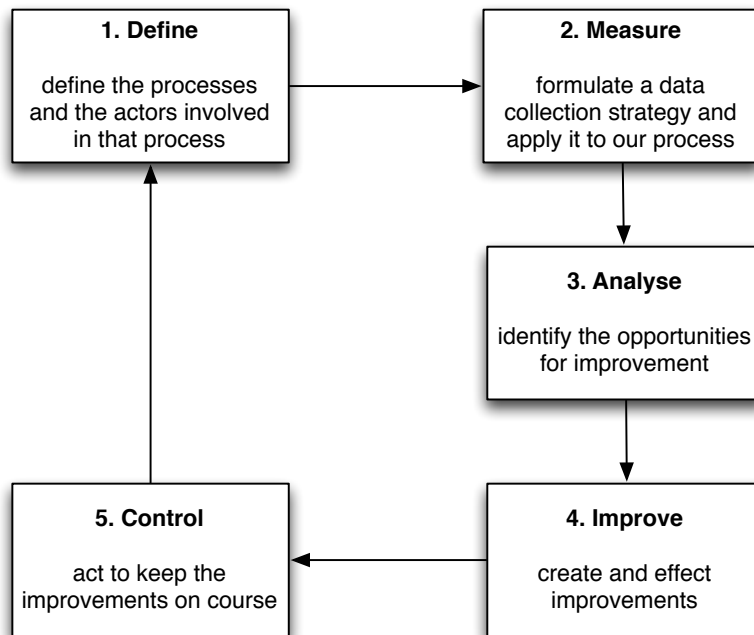 1. Define
define the processes
and the actors involved
in that process
2. Measure
formulate a data
collection strategy and
apply it to our process
3. Analyse
identify the opportunities
for improvement
4. Improve
create and effect
improvements
5. Control
act to keep the
improvements on course